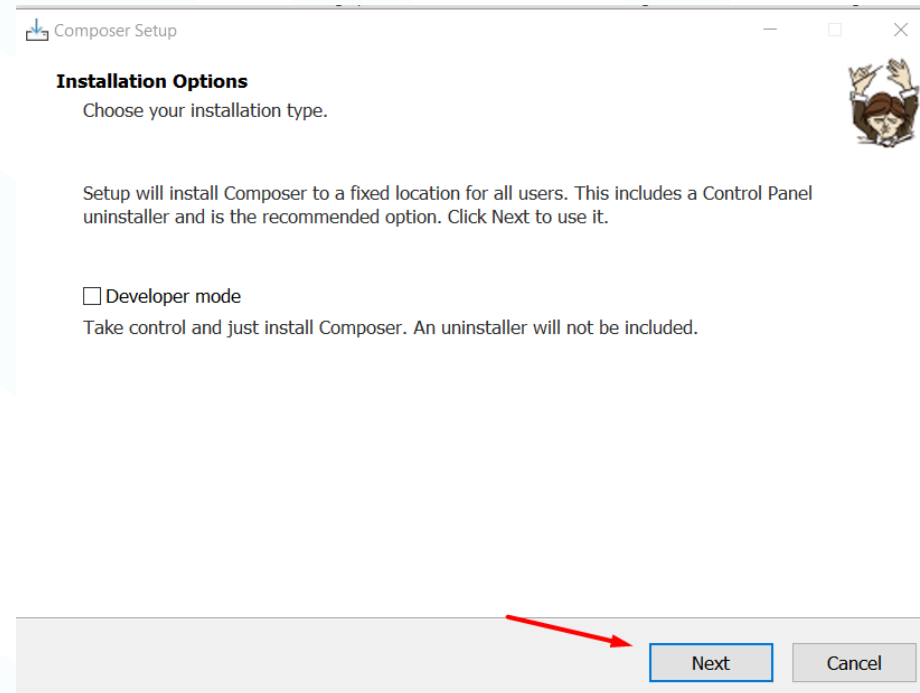 Composer Setup
Installation Options
Choose your installation type.
Setup will install Composer to a fixed location for all users. This includes a Control Panel
uninstaller and is the recommended option. Click Next to use it.
Developer mode
Take control and just install Composer. An uninstaller will not be included.
Next
Cancel